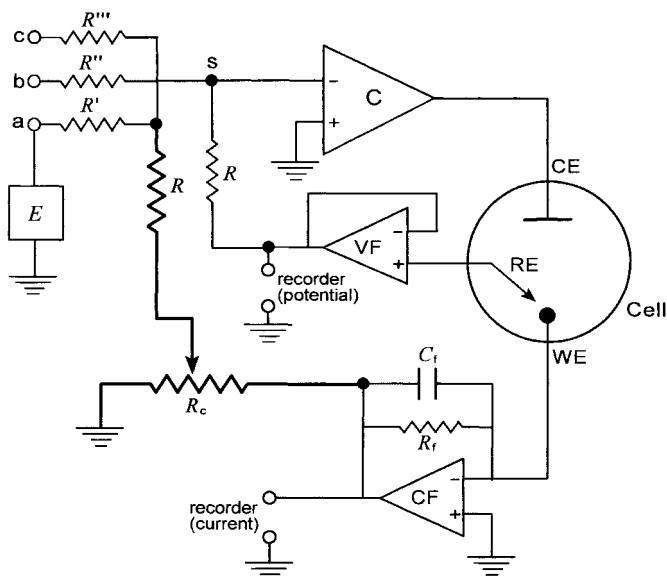 c
R'''
b
R''
s
a
R'
−
C
+
CE
E
R
R
−
VF
+
RE
recorder
(potential)
Cell
WE
Cf
Rc
Rf
−
CF
+
recorder
(current)